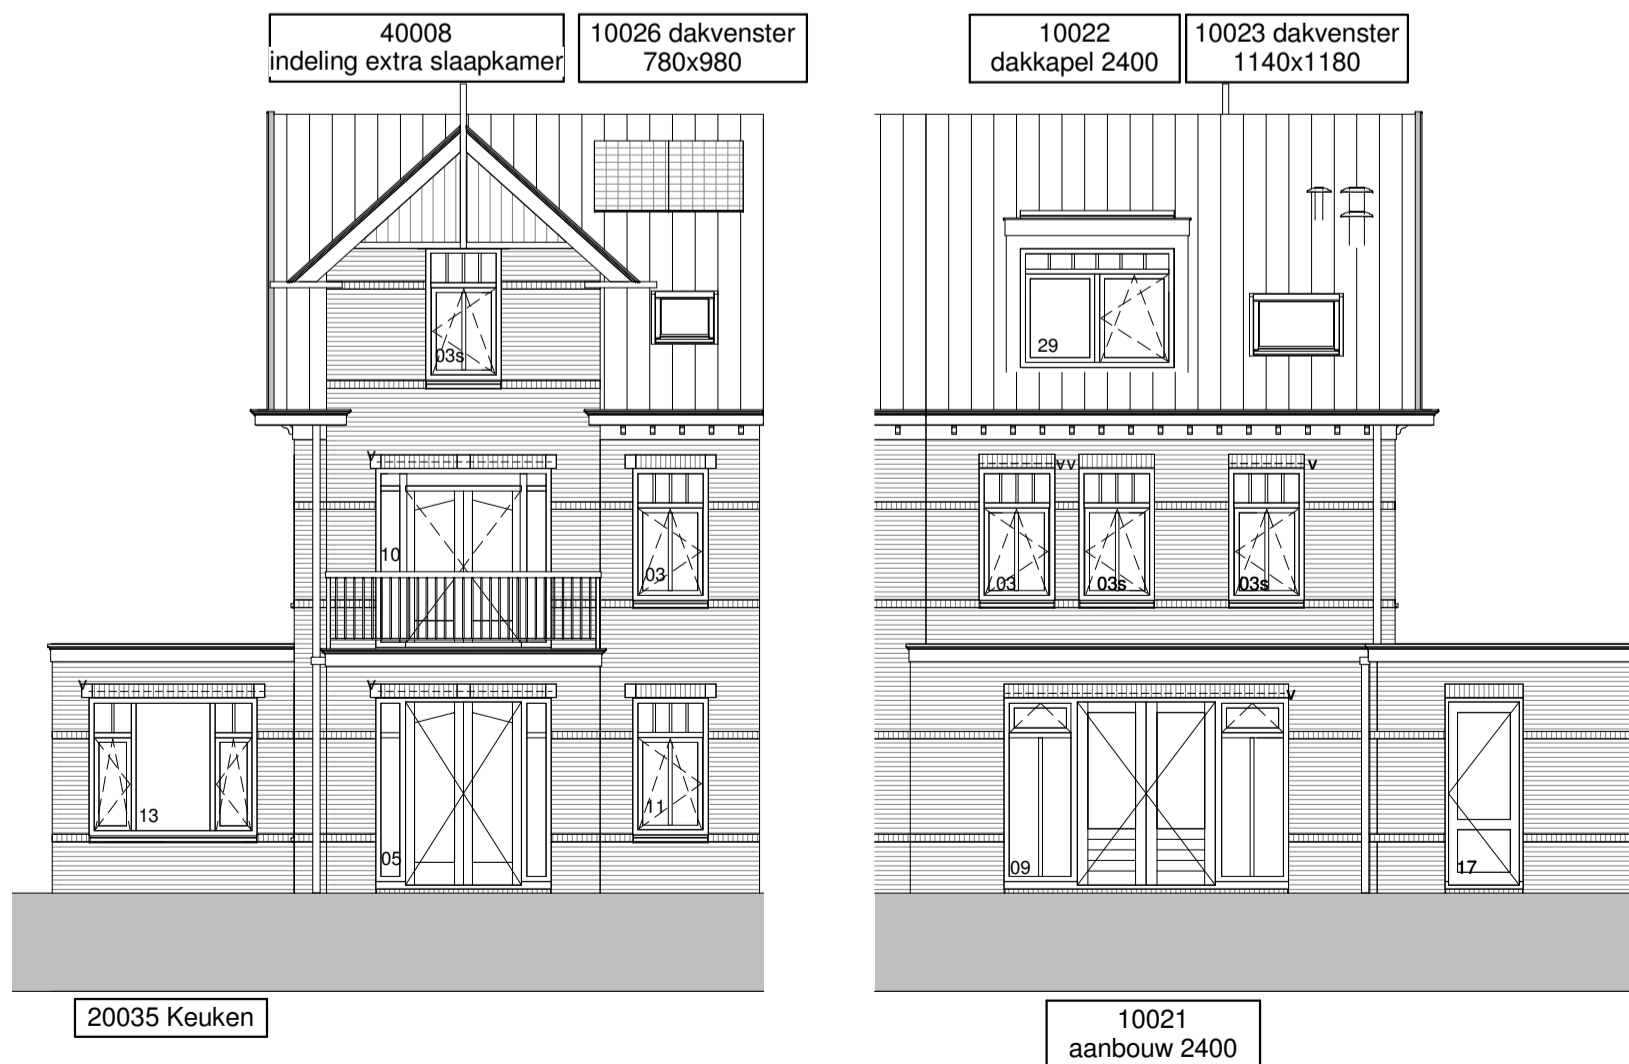 40008
indeling extra slaapkamer
10026 dakvenster
780x980
10022
dakkapel 2400
10023 dakvenster
1140x1180
03s
29
V
VV
V
10
03
03
03s
03s
V
V
V
13
05
11
09
17
20035 Keuken
10021
aanbouw 2400